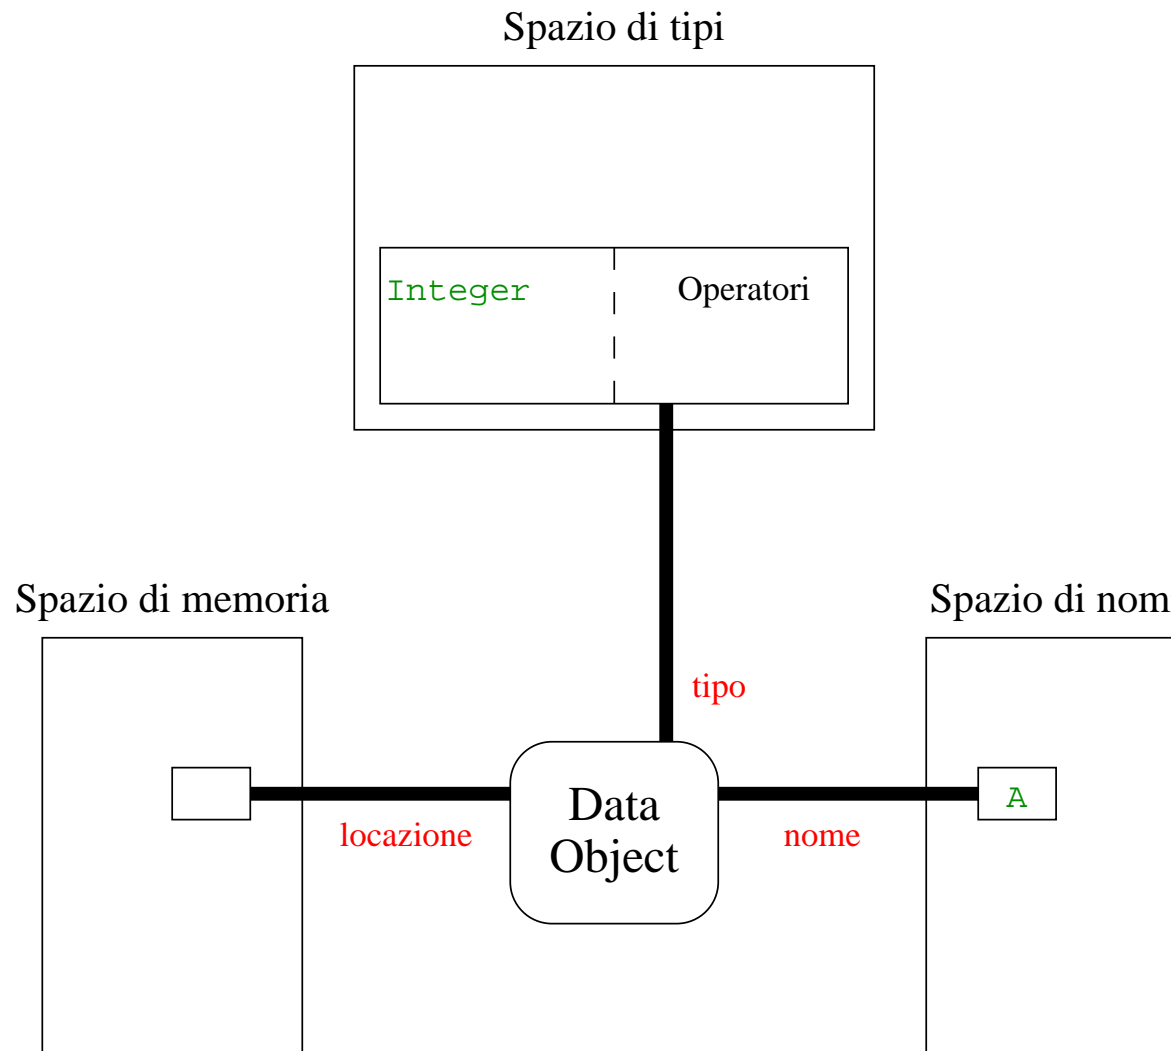 Spazio di tipi
Integer
Operatori
Spazio di memoria
Spazio di nom
tipo
Data
Object
A
locazione
nome